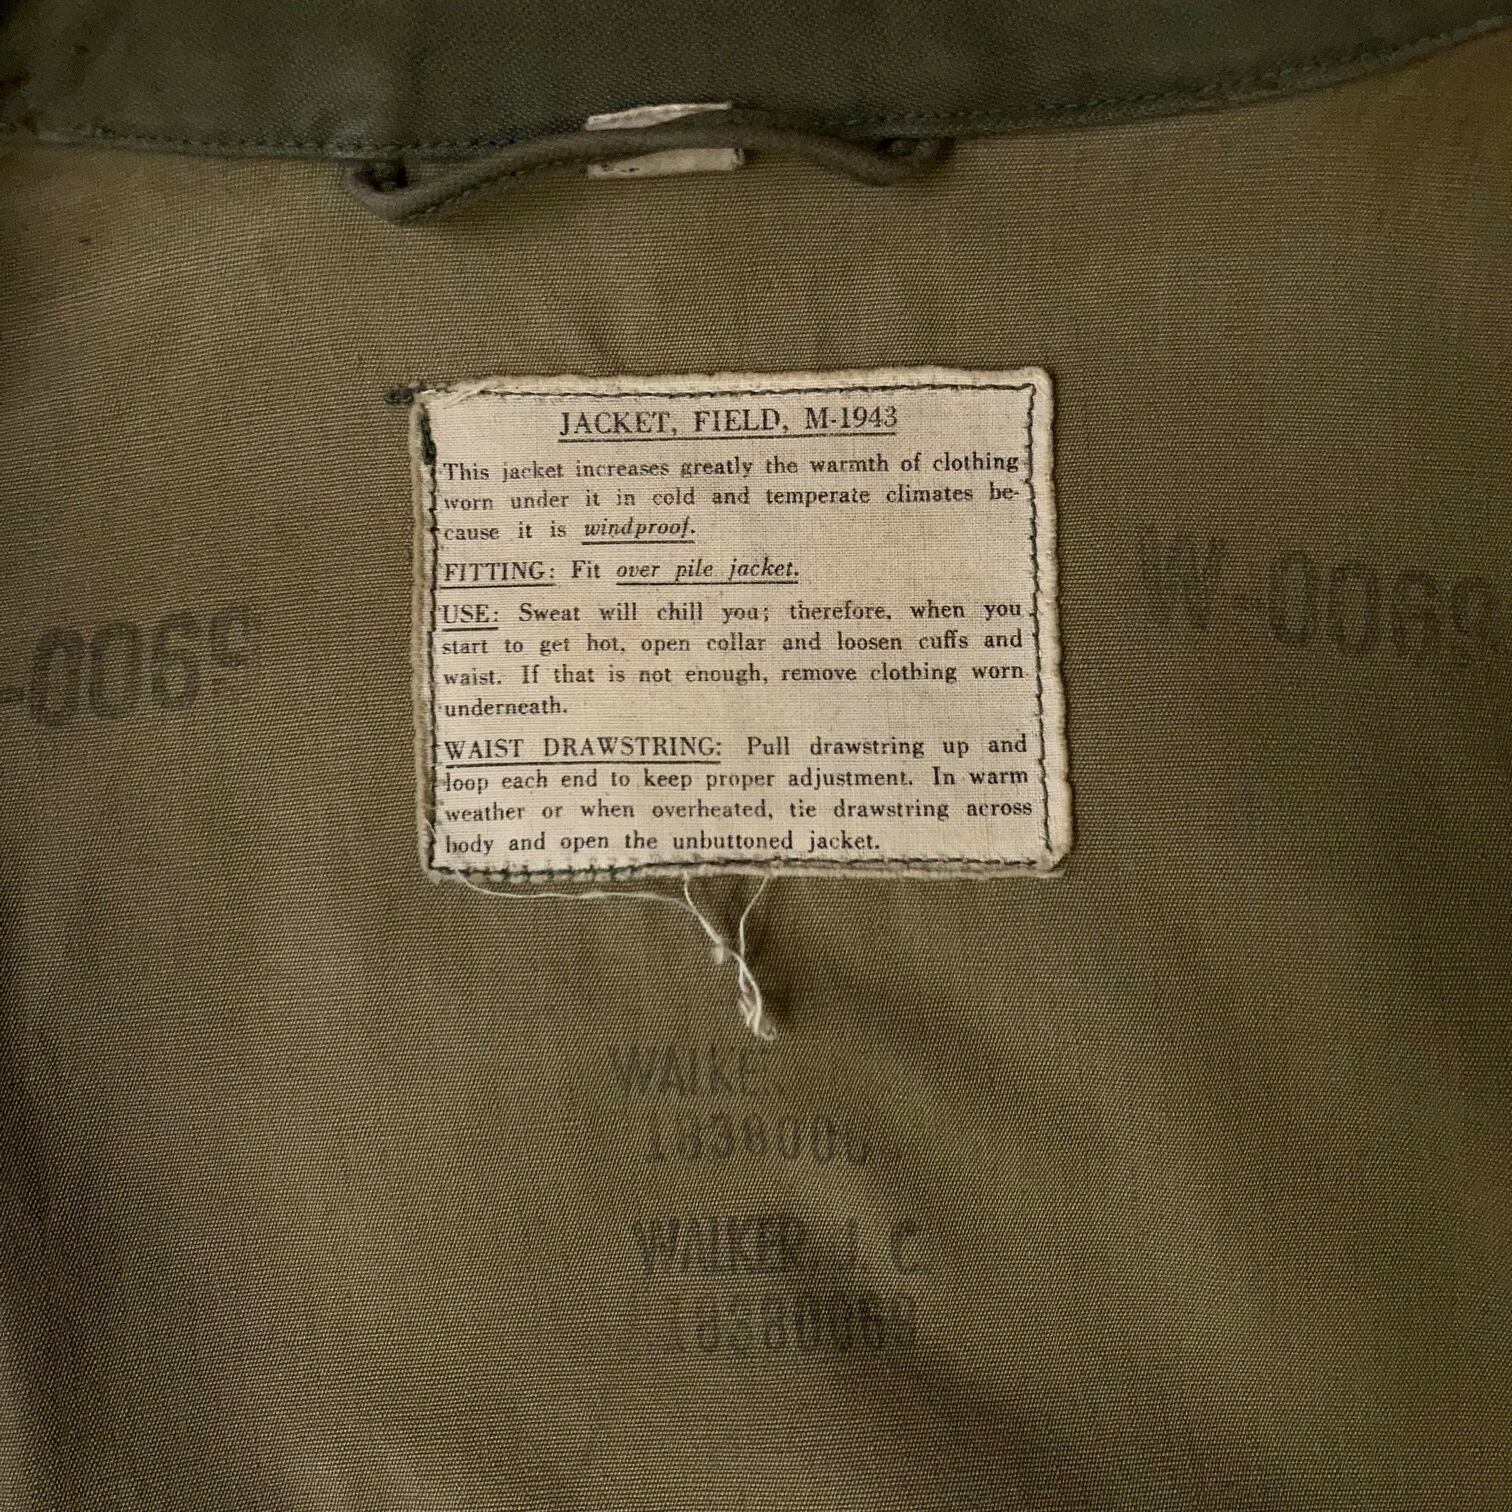 JACKET, FIELD, M-1943
This jacket increases greatly the warmth of clothing
worn under it in cold and temperate climates be-
cause it is windproof.
FITTING: Fit over pile jacket.
USE: Sweat will chill you; therefore, when you
start to get hot, open collar and loosen cuffs and
waist. If that is not enough, remove clothing worn
underneath.
WAIST DRAWSTRING: Pull drawstring up and
loop each end to keep proper adjustment. In warm
weather or when overheated, tie drawstring across
body and open the unbuttoned jacket.
-0069
W-0069
WALKER J. C